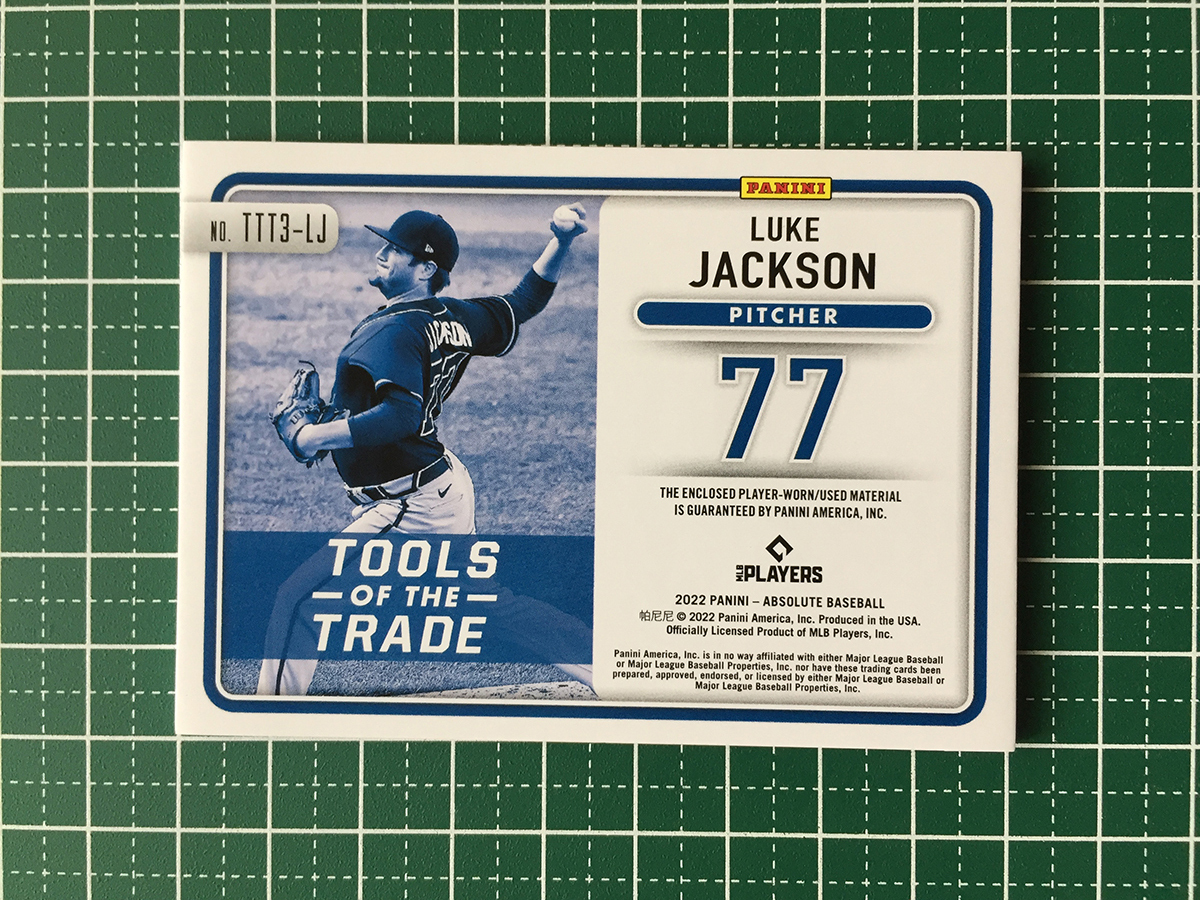 PANINI
NO. TTT3-LJ
LUKE
JACKSON
PITCHER
77
THE ENCLOSED PLAYER-WORN/USED MATERIAL
IS GUARANTEED BY PANINI AMERICA, INC.
MLB PLAYERS
2022 PANINI – ABSOLUTE BASEBALL
帕尼尼 © 2022 Panini America, Inc. Produced in the USA.
Officially Licensed Product of MLB Players, Inc.
Panini America, Inc. is in no way affiliated with either Major League Baseball
or Major League Baseball Properties, Inc. nor have these trading cards been
prepared, approved, endorsed, or licensed by either Major League Baseball or
Major League Baseball Properties, Inc.
TOOLS
OF THE
TRADE